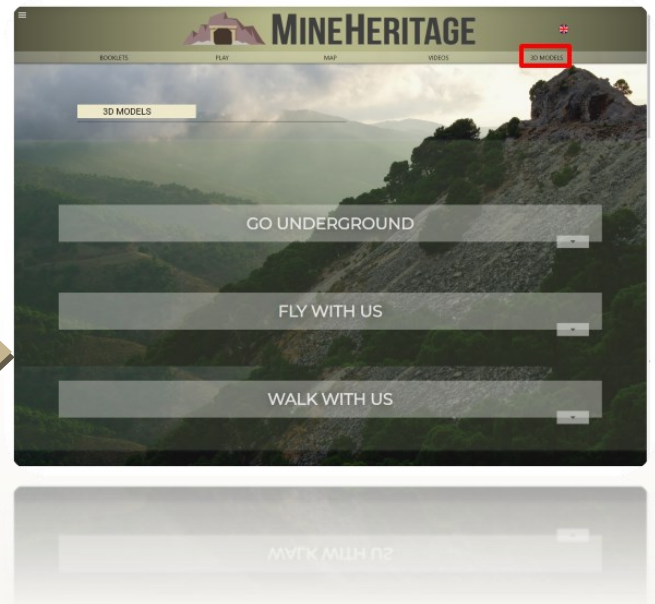 MINEHERITAGE
BOOKLETS PLAY MAP VIDEOS 3D MODELS
3D MODELS
GO UNDERGROUND
FLY WITH US
WALK WITH US
WALK WITH US